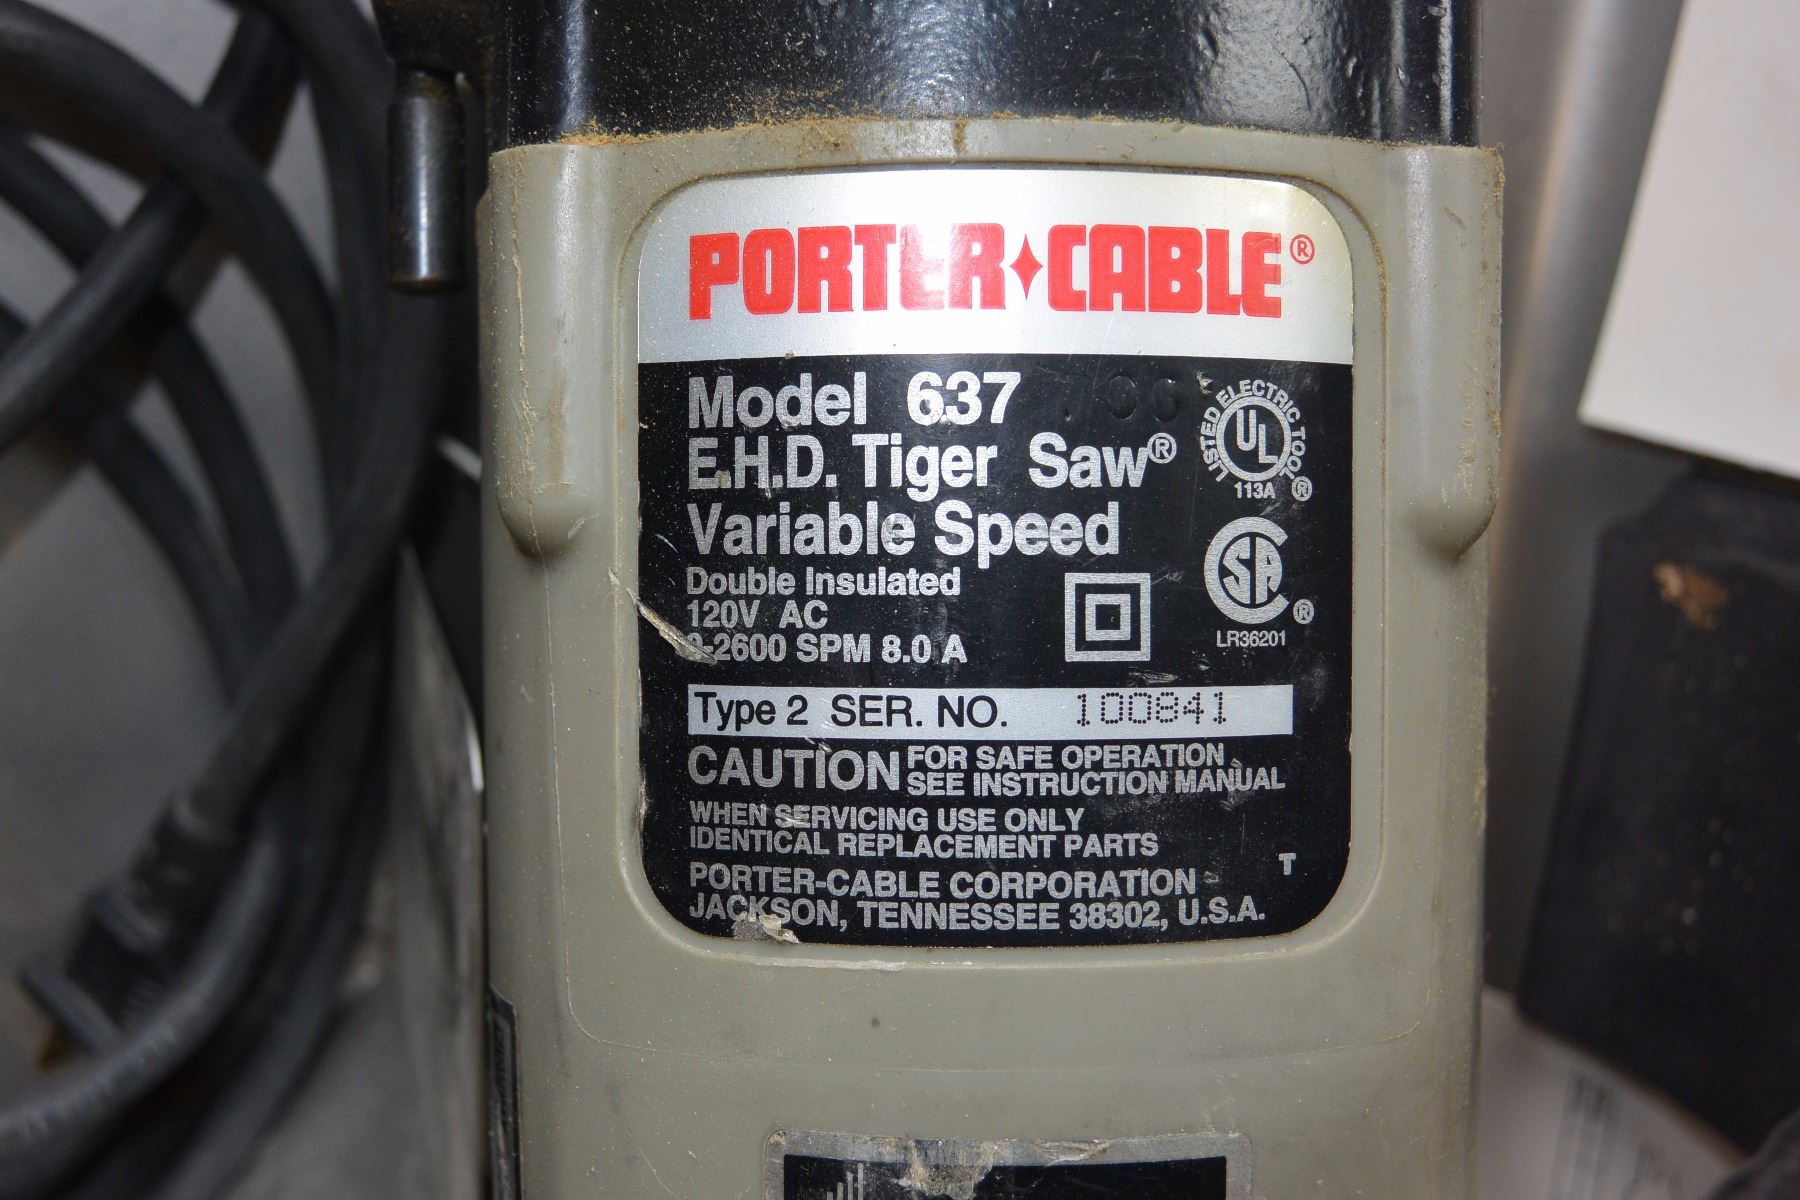 PORTER CABLE®
Model 637
E.H.D. Tiger Saw®
Variable Speed
Double Insulated
120V AC
-2600 SPM 8.0 A
LISTED ELECTRIC TOOL
UL
®
113A
SA
®
LR36201
Type 2 SER. NO. 100841
CAUTION FOR SAFE OPERATION
SEE INSTRUCTION MANUAL
WHEN SERVICING USE ONLY
IDENTICAL REPLACEMENT PARTS
T
PORTER-CABLE CORPORATION
JACKSON, TENNESSEE 38302, U.S.A.